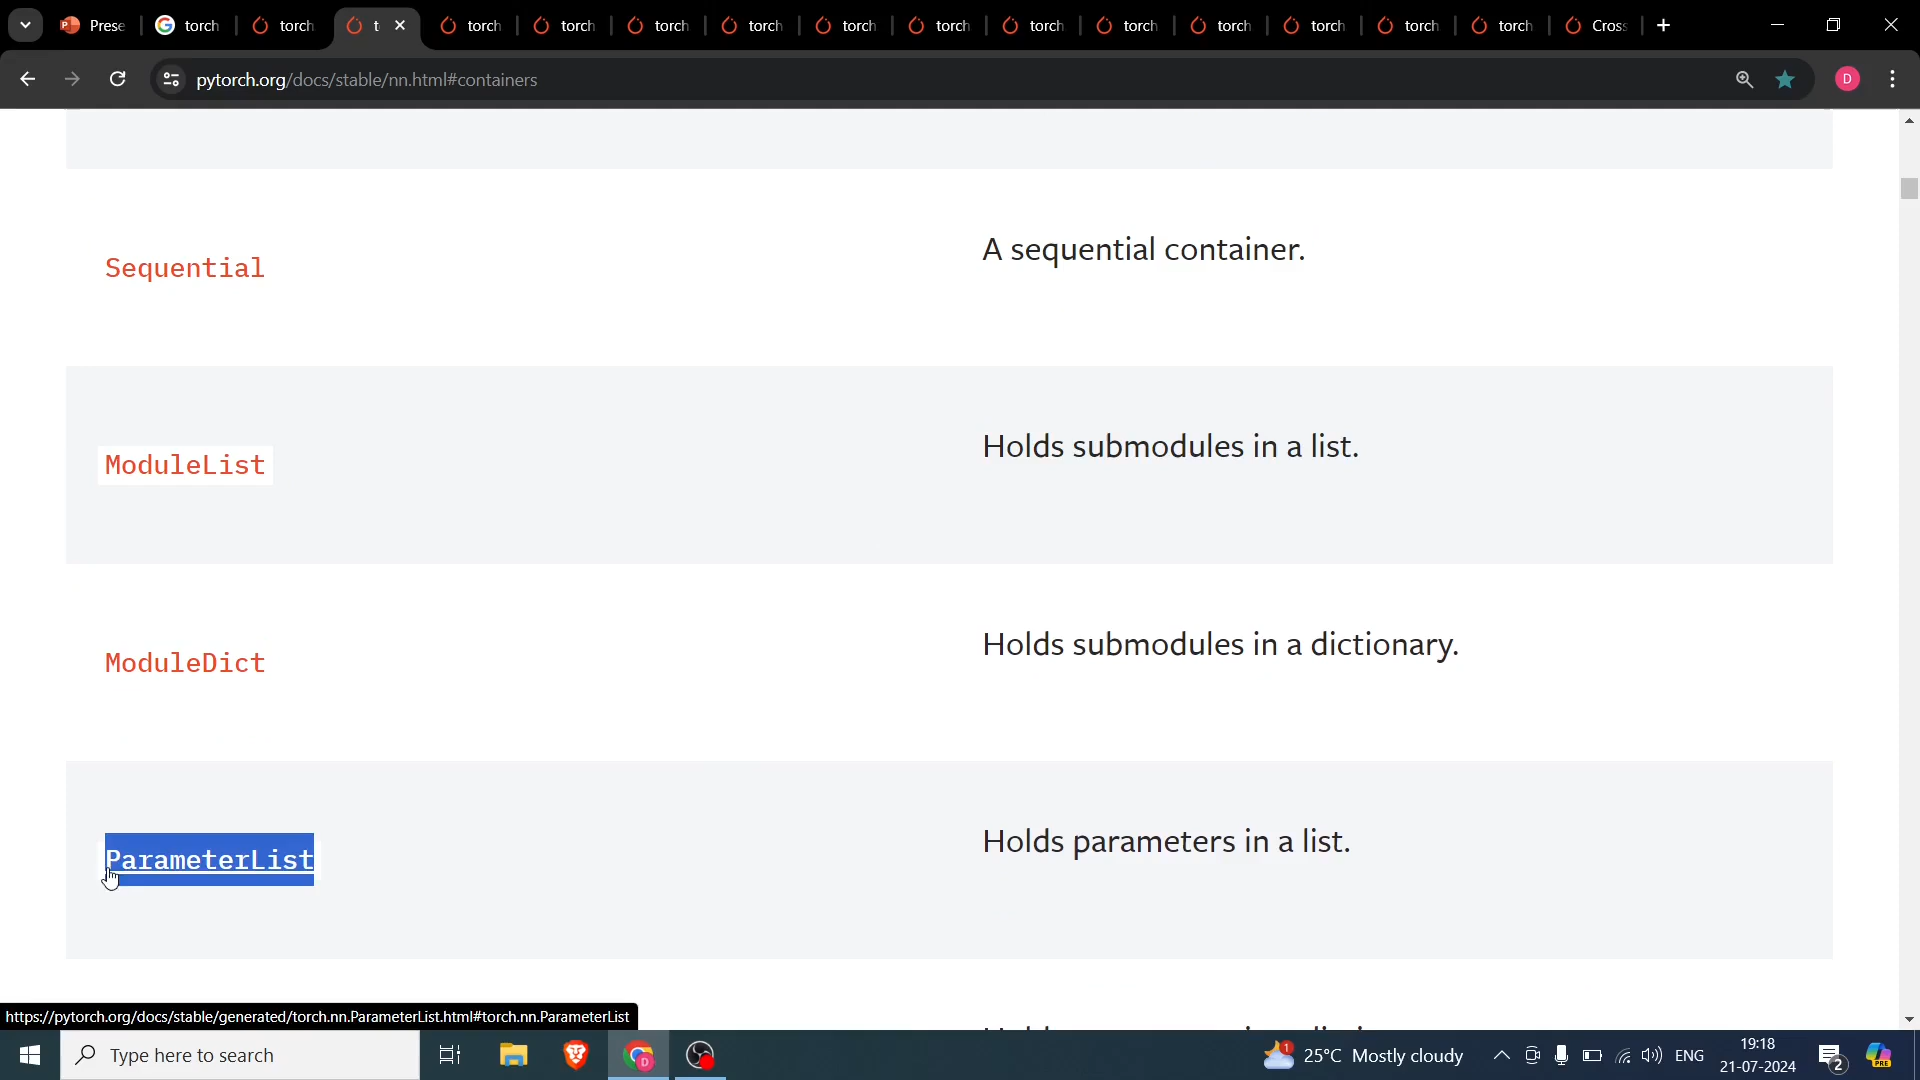 Prese
torch
torch
t
torch
torch
torch
torch
torch
torch
torch
torch
torch
torch
torch
torch
Cross
pytorch.org/docs/stable/nn.html#containers
D
Sequential
A sequential container.
ModuleList
Holds submodules in a list.
ModuleDict
Holds submodules in a dictionary.
ParameterList
Holds parameters in a list.
https://pytorch.org/docs/stable/generated/torch.nn.ParameterList.html#torch.nn.ParameterList
Type here to search
D
1
25°C Mostly cloudy
ENG
19:18
21-07-2024
2
PRE